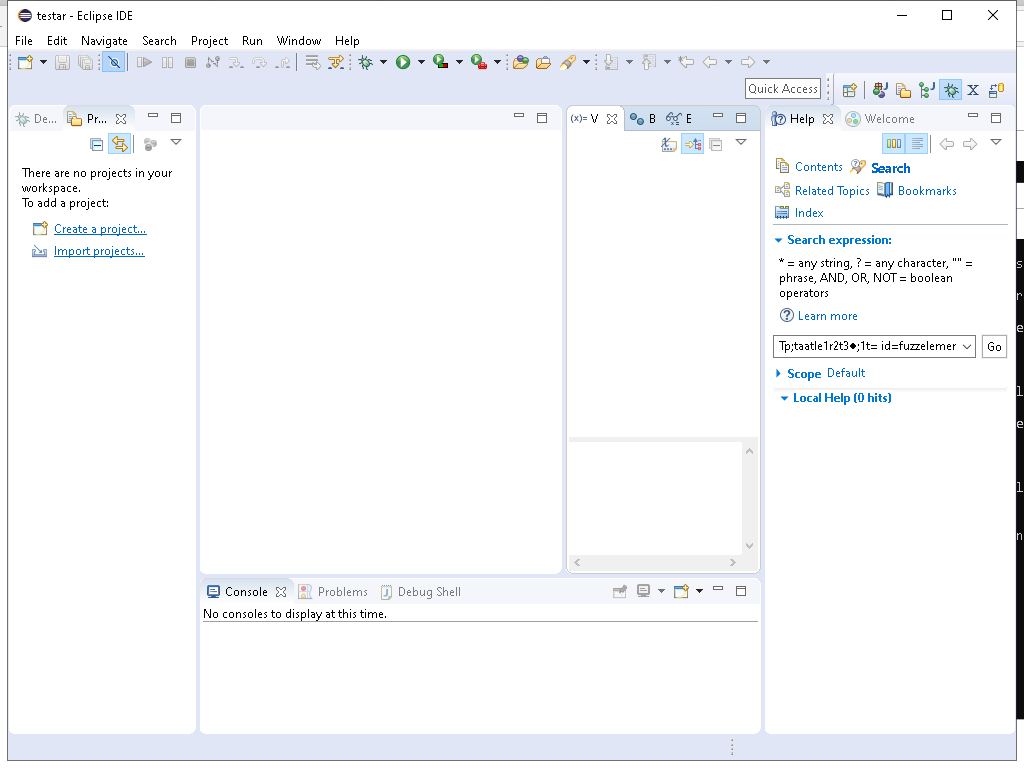 testar - Eclipse IDE
File Edit Navigate Search Project Run Window Help
Quick Access
De... Pr...
(x)= V B E
Help Welcome
There are no projects in your
workspace.
To add a project:
Create a project...
Import projects...
Contents Search
Related Topics Bookmarks
Index
Search expression:
* = any string, ? = any character, "" =
phrase, AND, OR, NOT = boolean
operators
Learn more
Tp;taatle1r2t3◆;1t= id=fuzzelemer Go
Scope Default
Local Help (0 hits)
Console Problems Debug Shell
No consoles to display at this time.